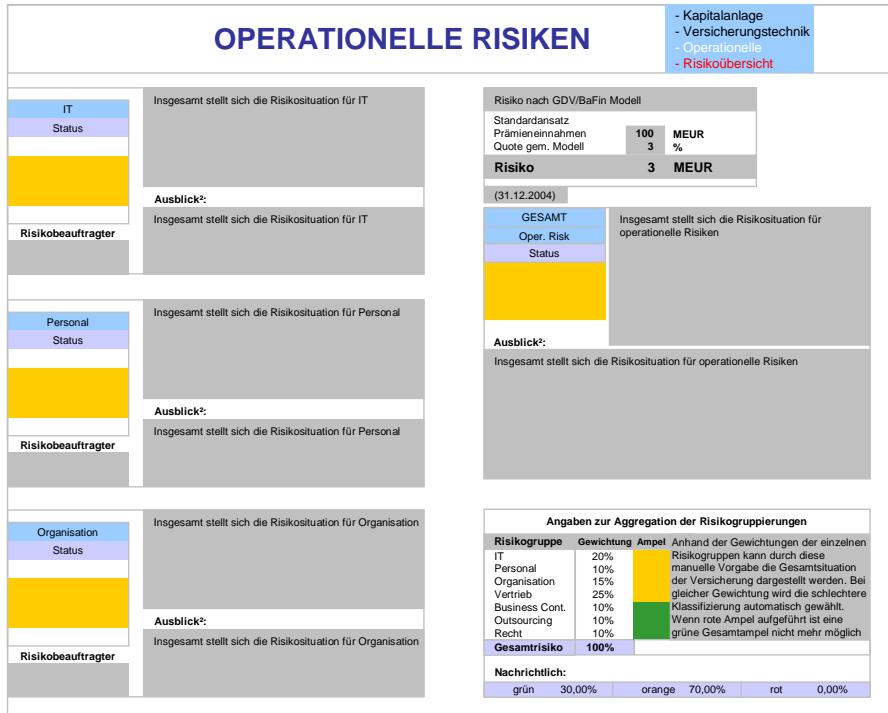 OPERATIONELLE RISIKEN
- Kapitalanlage
- Versicherungstechnik
- Operationelle
- Risikoübersicht
IT
Status
Risikobeauftragter
Insgesamt stellt sich die Risikosituation für IT
Ausblick²:
Insgesamt stellt sich die Risikosituation für IT
Personal
Status
Risikobeauftragter
Insgesamt stellt sich die Risikosituation für Personal
Ausblick²:
Insgesamt stellt sich die Risikosituation für Personal
Organisation
Status
Risikobeauftragter
Insgesamt stellt sich die Risikosituation für Organisation
Ausblick²:
Insgesamt stellt sich die Risikosituation für Organisation
Risiko nach GDV/BaFin Modell
Standardansatz
Prämieneinnahmen 100 MEUR
Quote gem. Modell 3 %
Risiko 3 MEUR
(31.12.2004)
GESAMT
Oper. Risk
Status
Insgesamt stellt sich die Risikosituation für
operationelle Risiken
Ausblick²:
Insgesamt stellt sich die Risikosituation für operationelle Risiken
Angaben zur Aggregation der Risikogruppierungen
Risikogruppe Gewichtung Ampel
IT 20%
Personal 10%
Organisation 15%
Vertrieb 25%
Business Cont. 10%
Outsourcing 10%
Recht 10%
Gesamtrisiko 100%
Anhand der Gewichtungen der einzelnen
Risikogruppen kann durch diese
manuelle Vorgabe die Gesamtsituation
der Versicherung dargestellt werden. Bei
gleicher Gewichtung wird die schlechtere
Klassifizierung automatisch gewählt.
Wenn rote Ampel aufgeführt ist eine
grüne Gesamtampel nicht mehr möglich
Nachrichtlich:
grün 30,00% orange 70,00% rot 0,00%